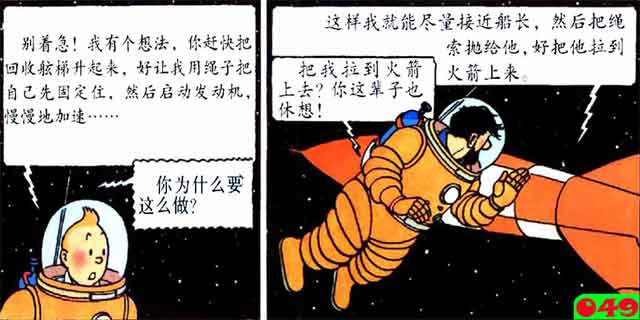 别着急！我有个想法，你赶快把
回收舷梯升起来，好让我用绳子把
自己先固定住，然后启动发动机，
慢慢地加速……
你为什么要
这么做？
这样我就能尽量接近船长，然后把绳
索抛给他，好把他拉到
火箭上来。
把我拉到火箭
上去？你这辈子也
休想！
049